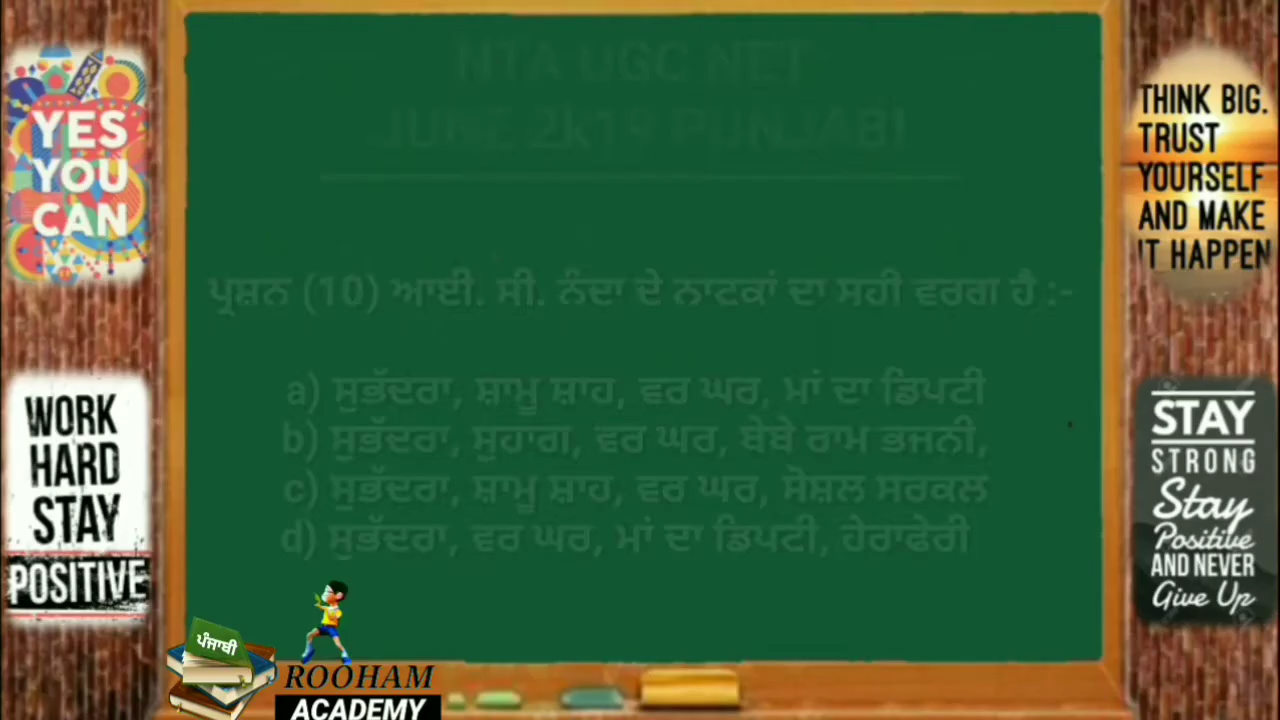 NTA UGC NET
JUNE 2k19 PUNJABI
ਪ੍ਰਸ਼ਨ (10) ਆਈ. ਸੀ. ਨੰਦਾ ਦੇ ਨਾਟਕਾਂ ਦਾ ਸਹੀ ਵਰਗ ਹੈ :-
a) ਸੁਭੱਦਰਾ, ਸ਼ਾਮੂ ਸ਼ਾਹ, ਵਰ ਘਰ, ਮਾਂ ਦਾ ਡਿਪਟੀ
b) ਸੁਭੱਦਰਾ, ਸੁਹਾਗ, ਵਰ ਘਰ, ਬੇਬੇ ਰਾਮ ਭਜਨੀ,
c) ਸੁਭੱਦਰਾ, ਸ਼ਾਮੂ ਸ਼ਾਹ, ਵਰ ਘਰ, ਸੋਸ਼ਲ ਸਰਕਲ
d) ਸੁਭੱਦਰਾ, ਵਰ ਘਰ, ਮਾਂ ਦਾ ਡਿਪਟੀ, ਹੇਰਾਫੇਰੀ
YES
YOU
CAN
WORK
HARD
STAY
POSITIVE
THINK BIG.
TRUST
YOURSELF
AND MAKE
IT HAPPEN
STAY
STRONG
Stay
Positive
AND NEVER
Give Up
ਪੰਜਾਬੀ
ROOHAM
ACADEMY